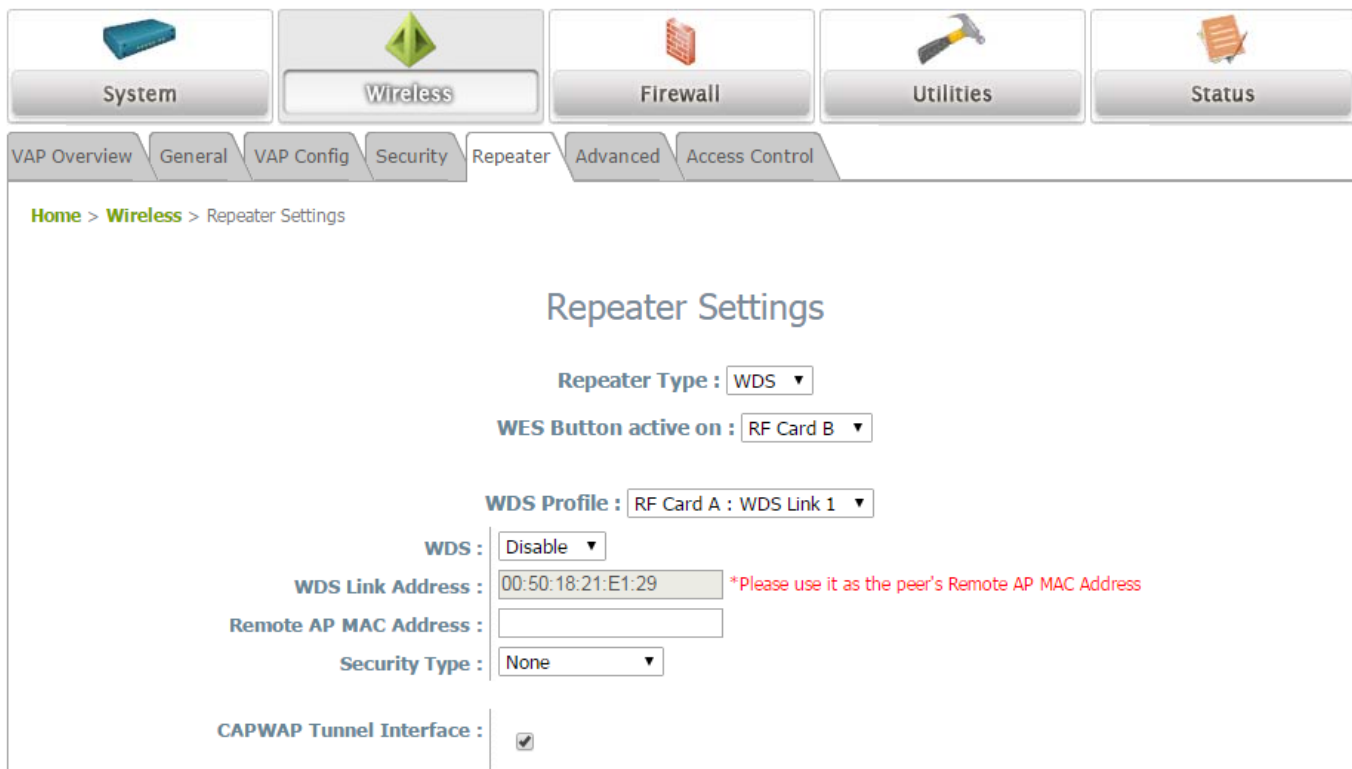 System Wireless Firewall Utilities Status
VAP Overview General VAP Config Security Repeater Advanced Access Control
Home > Wireless > Repeater Settings
Repeater Settings
Repeater Type : WDS
WES Button active on : RF Card B
WDS Profile : RF Card A : WDS Link 1
WDS : Disable
WDS Link Address : 00:50:18:21:E1:29 *Please use it as the peer's Remote AP MAC Address
Remote AP MAC Address :
Security Type : None
CAPWAP Tunnel Interface :